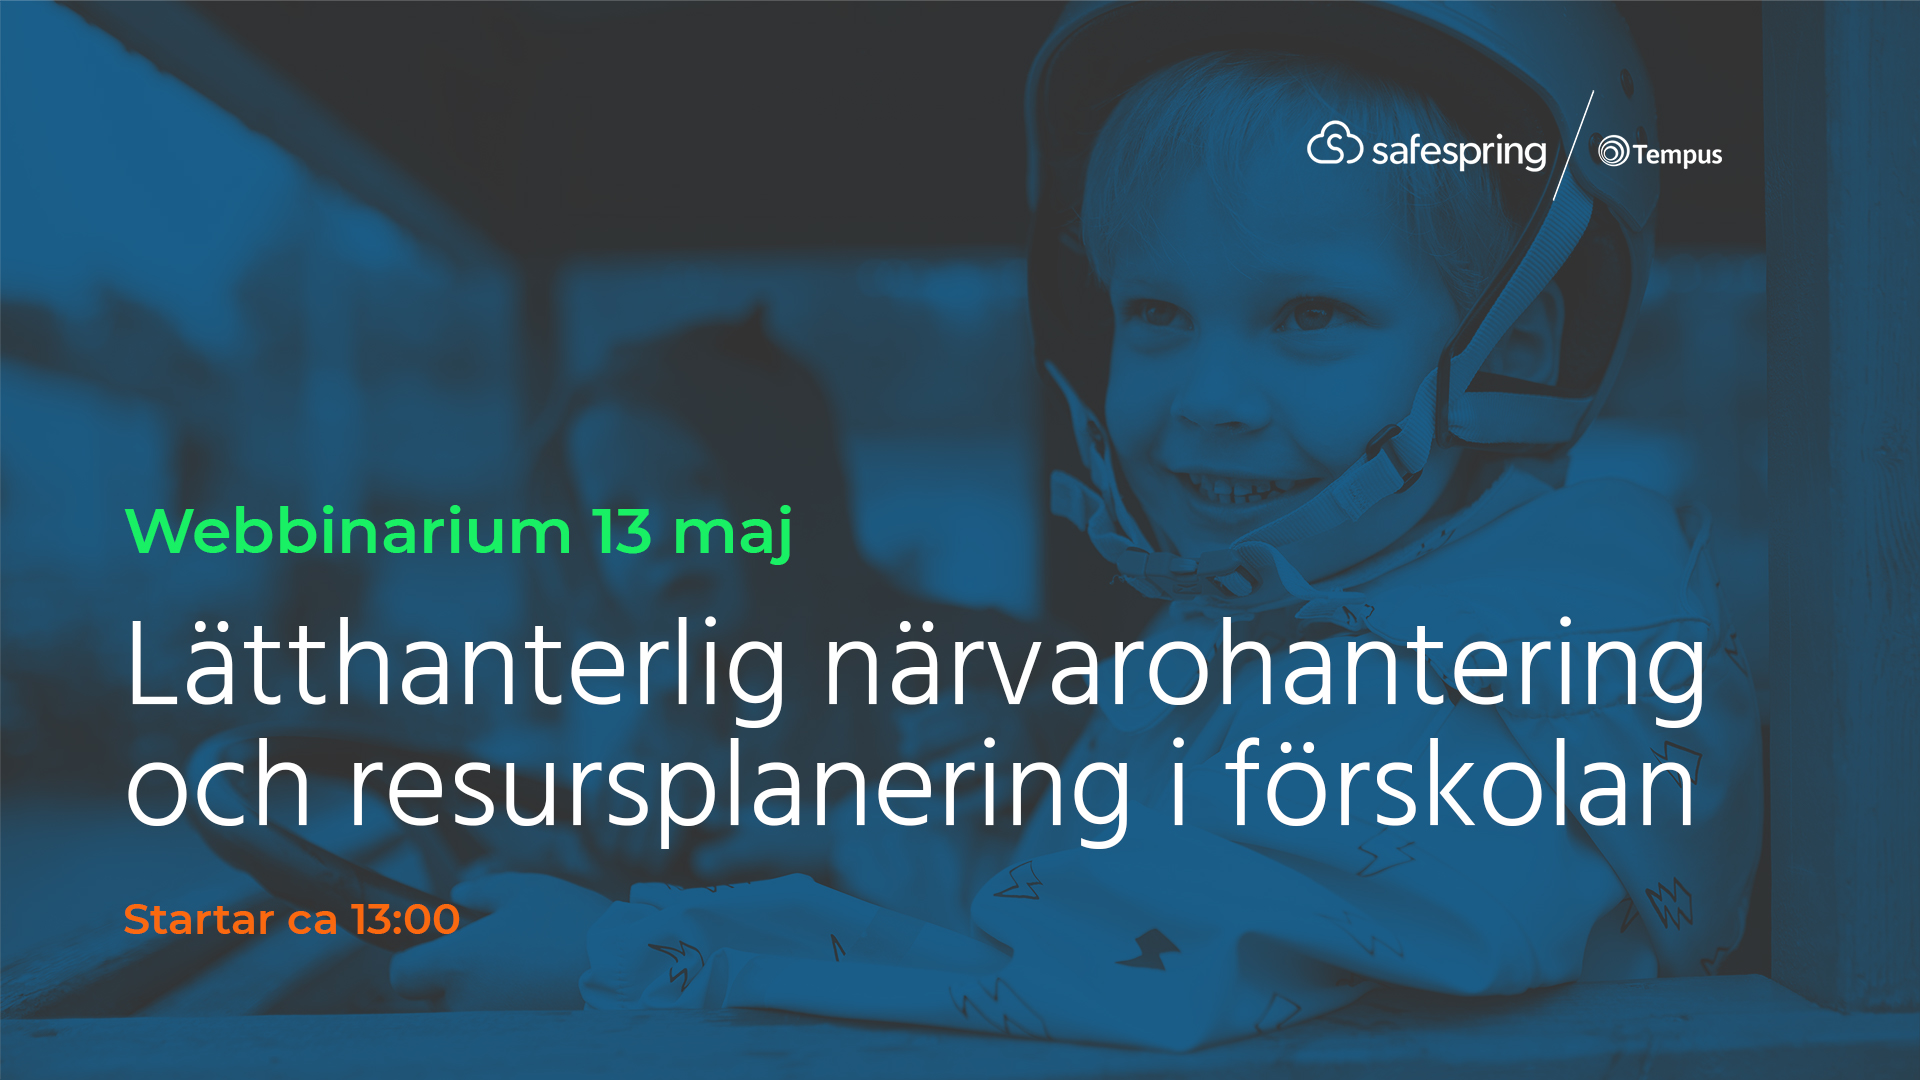 safespring
Tempus
Webbinarium 13 maj
Lätthanterlig närvarohantering
och resursplanering i förskolan
Startar ca 13:00